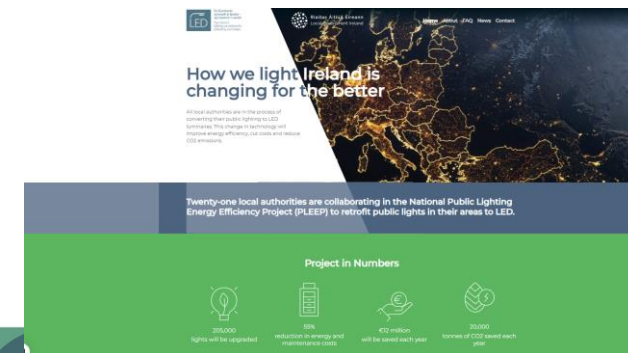 LED
Rialtas Áitiúil Éireann
Local Government Ireland
Home About FAQ News Contact
How we light Ireland is
changing for the better
All local authorities are in the process of
converting their public lighting to LED
luminaires. This change in technology will
improve energy efficiency, cut costs and reduce
CO2 emissions.
Twenty-one local authorities are collaborating in the National Public Lighting
Energy Efficiency Project (PLEEP) to retrofit public lights in their areas to LED.
Project in Numbers
lights will be upgraded
55%
reduction in energy and
maintenance costs
€12 million
will be saved each year
20,000
tonnes of CO2 saved each
year